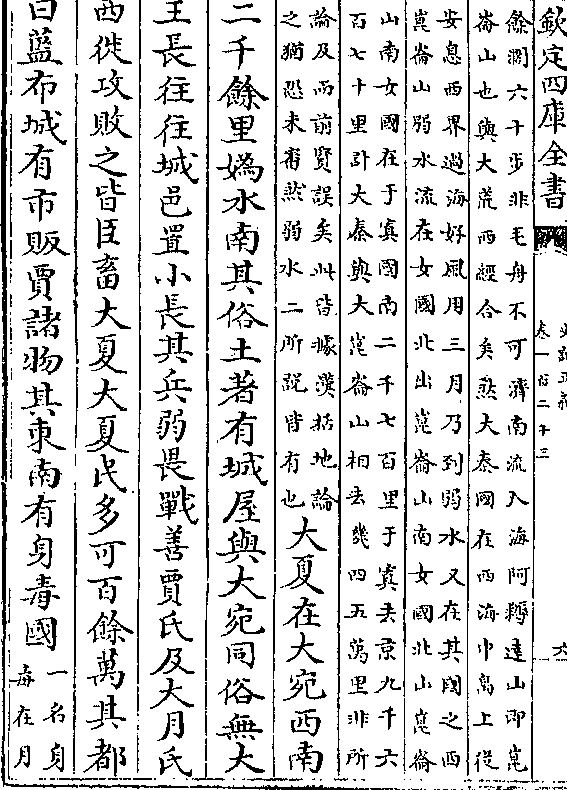 欽定四庫全書
史記正義
卷一百二十三
六
餘闊六十步非毛舟不可濟南流入海阿耨達山即崑
崙山也與大荒西經合矣然大秦國在西海中島上從
安息西界過海好風用三月乃到弱水又在其國之西
崑崙山弱水流在女國北出崑崙山南女國北山崑崙
山南女國在于窴國南二千七百里于窴去京九千六
百七十里計大秦與大崑崙山相去幾四五萬里非所
論及而前賢誤矣此皆據漢括地論
之猶恐未審然弱水二所說皆有也
大夏在大宛西南
二千餘里媯水南其俗土著有城屋與大宛同俗無大
王長往往城邑置小長其兵弱畏戰善賈氏及大月氏
西徙攻敗之皆臣畜大夏大夏民多可百餘萬其都
曰藍市城有市販賈諸物其東南有身毒國
一名身
毒在月